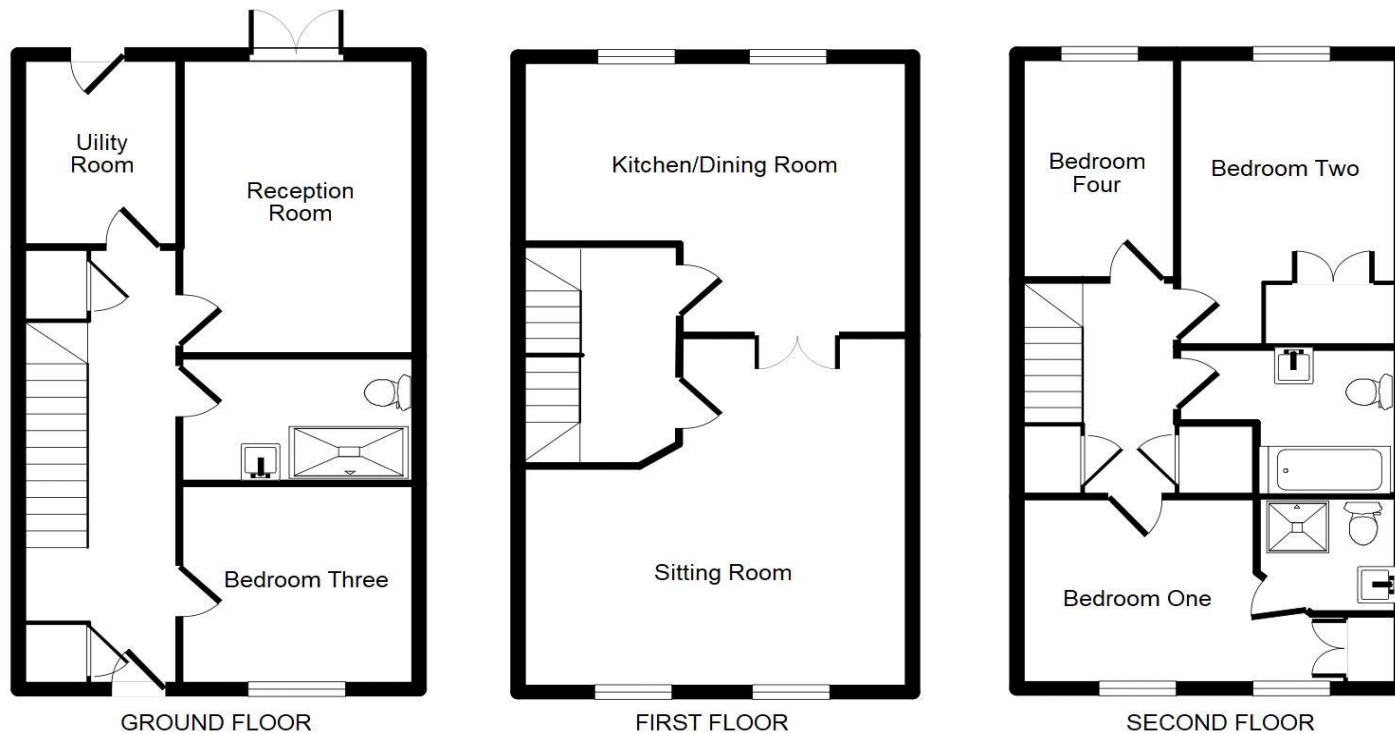 Uility
Room
Reception
Room
Bedroom Three
GROUND FLOOR
Kitchen/Dining Room
Sitting Room
FIRST FLOOR
Bedroom
Four
Bedroom Two
Bedroom One
SECOND FLOOR